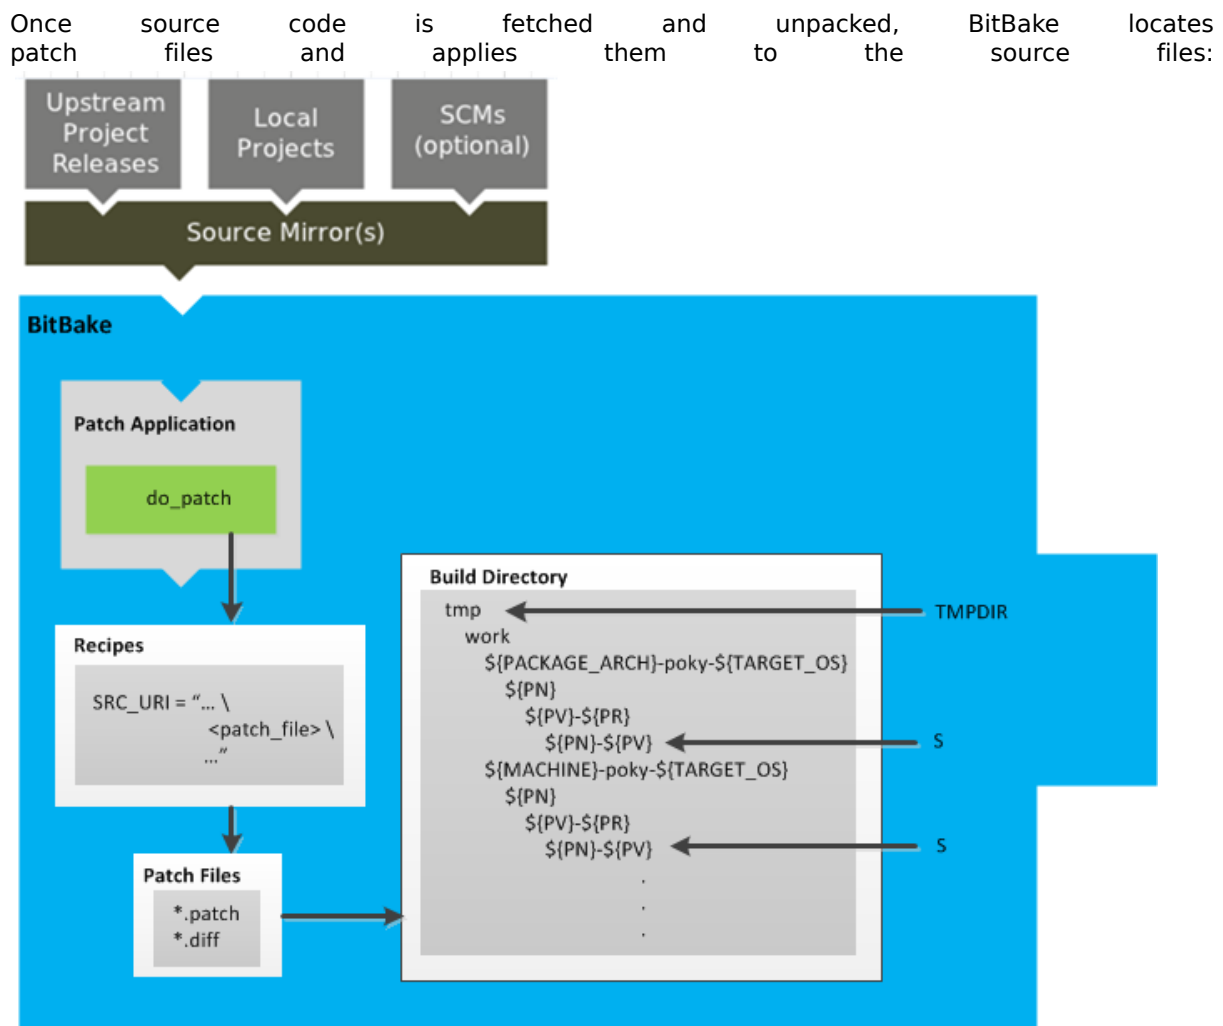 Once source code is fetched and unpacked, BitBake locates
patch files and applies them to the source files:
Upstream
Project
Releases
Local
Projects
SCMs
(optional)
Source Mirror(s)
BitBake
Patch Application
do_patch
Recipes
SRC_URI = “... \
<patch_file> \
...”
Patch Files
*.patch
*.diff
Build Directory
tmp
work
${PACKAGE_ARCH}-poky-${TARGET_OS}
${PN}
${PV}-${PR}
${PN}-${PV}
${MACHINE}-poky-${TARGET_OS}
${PN}
${PV}-${PR}
${PN}-${PV}
.
.
.
TMPDIR
S
S